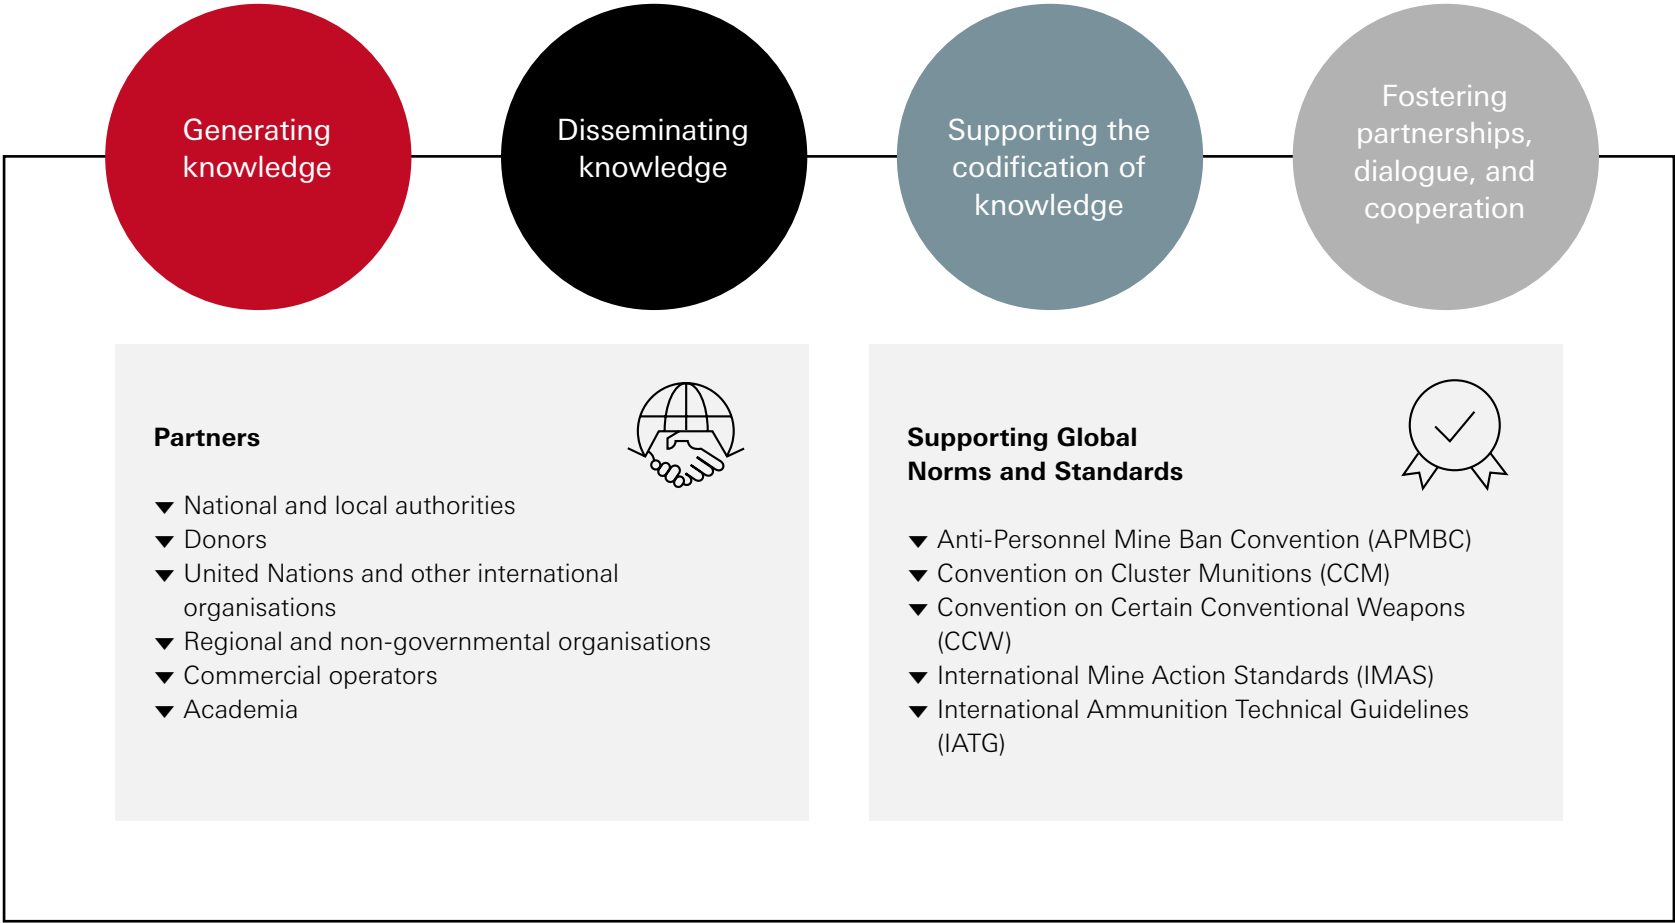 Generating
knowledge
Disseminating
knowledge
Supporting the
codification of
knowledge
Fostering
partnerships,
dialogue, and
cooperation
Partners
National and local authorities
Donors
United Nations and other international
organisations
Regional and non-governmental organisations
Commercial operators
Academia
Supporting Global
Norms and Standards
Anti-Personnel Mine Ban Convention (APMBC)
Convention on Cluster Munitions (CCM)
Convention on Certain Conventional Weapons
(CCW)
International Mine Action Standards (IMAS)
International Ammunition Technical Guidelines
(IATG)